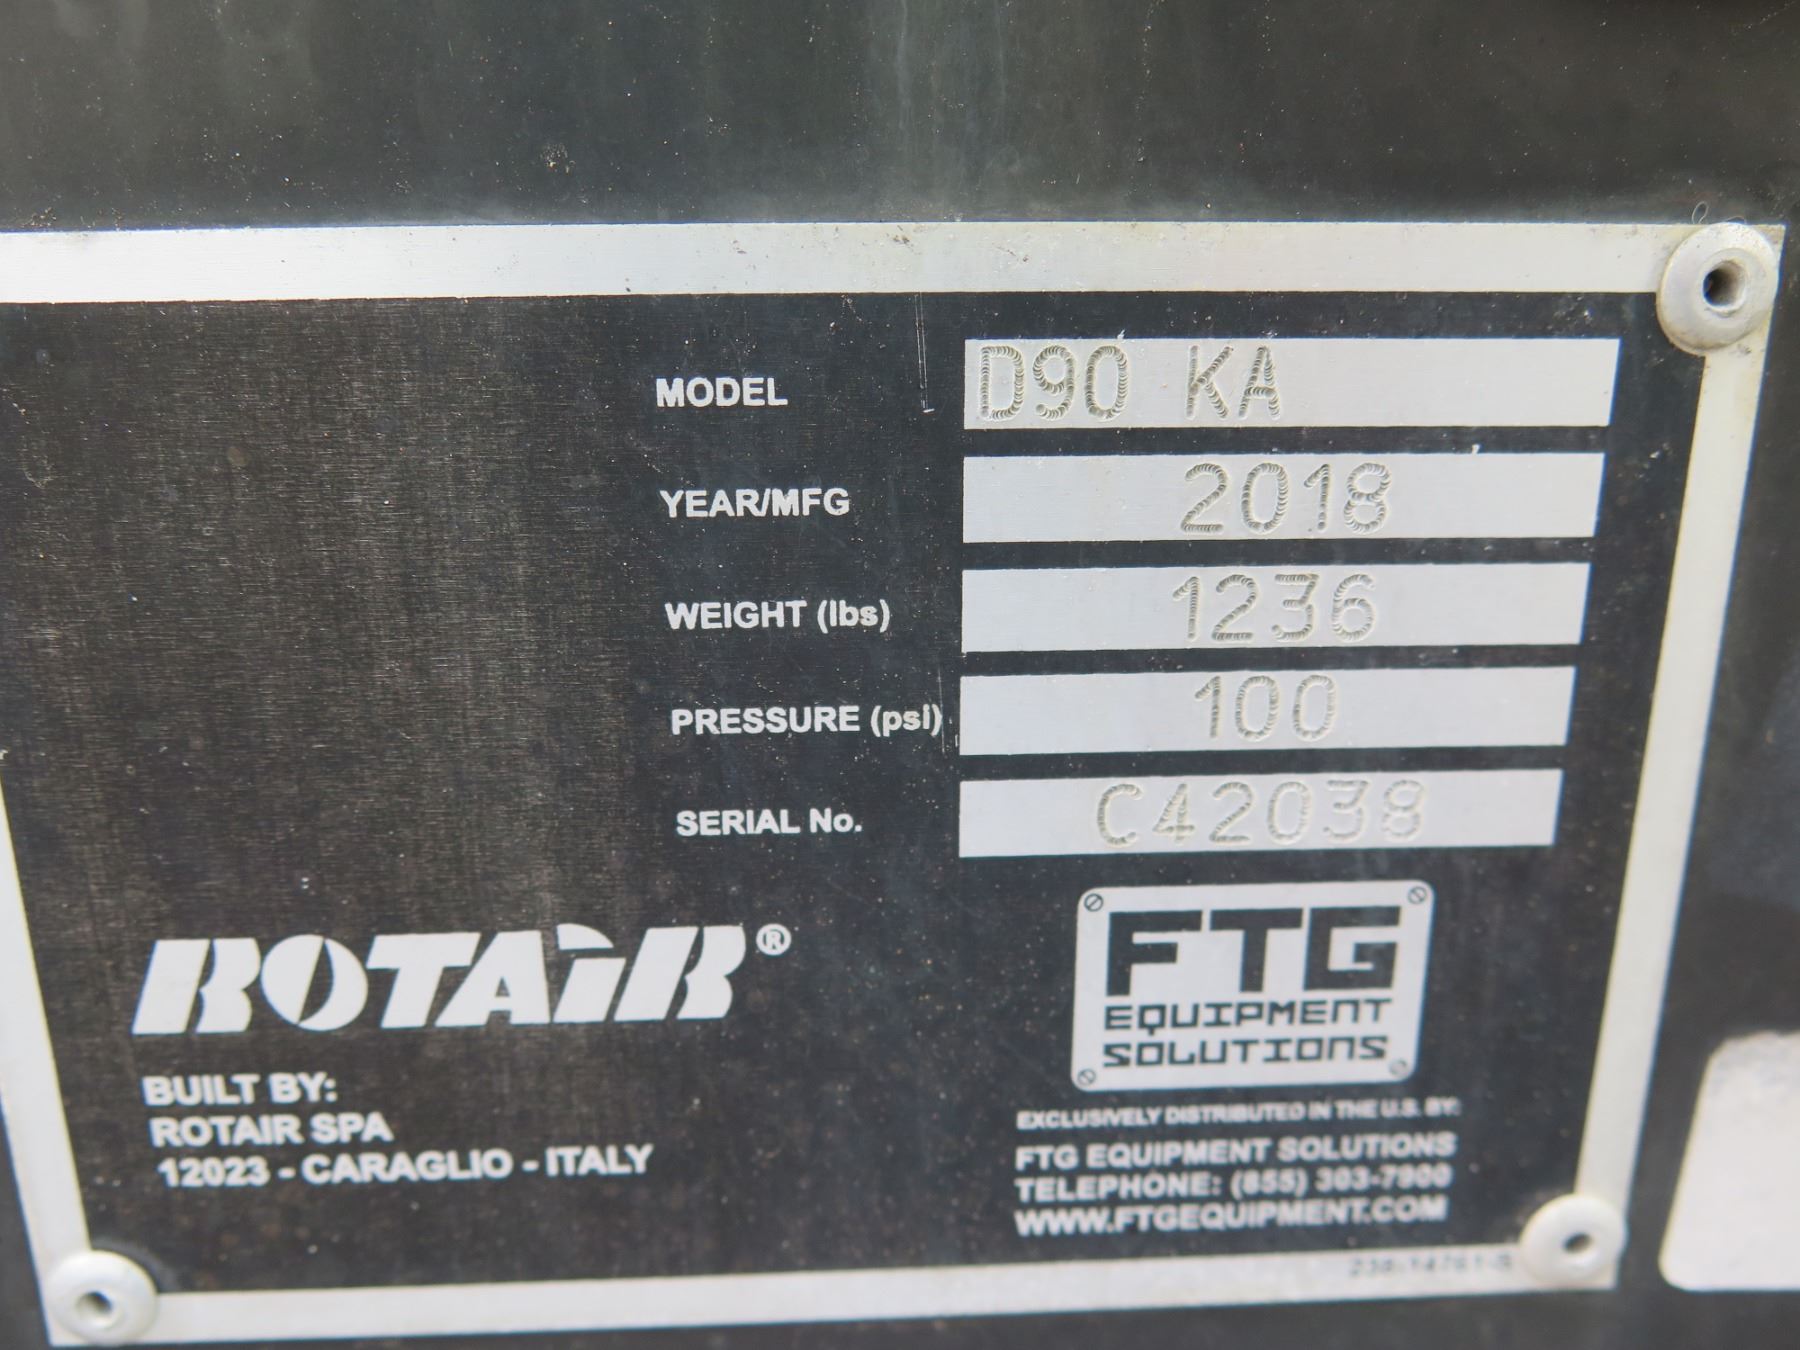 MODEL D90 KA
YEAR/MFG 2018
WEIGHT (lbs) 1236
PRESSURE (psi) 100
SERIAL No. C42038
ROTAIR®
BUILT BY:
ROTAIR SPA
12023 - CARAGLIO - ITALY
FTG
EQUIPMENT
SOLUTIONS
EXCLUSIVELY DISTRIBUTED IN THE U.S. BY:
FTG EQUIPMENT SOLUTIONS
TELEPHONE: (855) 303-7900
WWW.FTGEQUIPMENT.COM